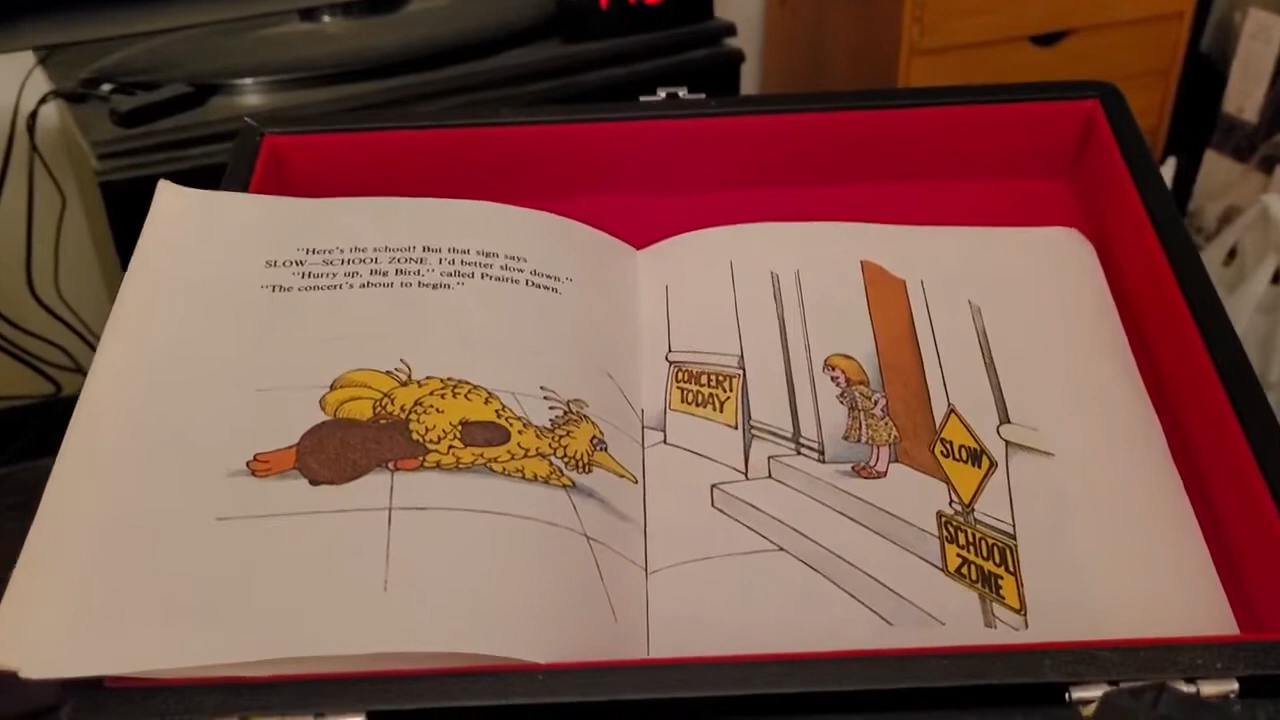 "Here's the school! But that sign says
SLOW—SCHOOL ZONE. I'd better slow down."
"Hurry up, Big Bird," called Prairie Dawn.
"The concert's about to begin."
CONCERT
TODAY
SLOW
SCHOOL
ZONE